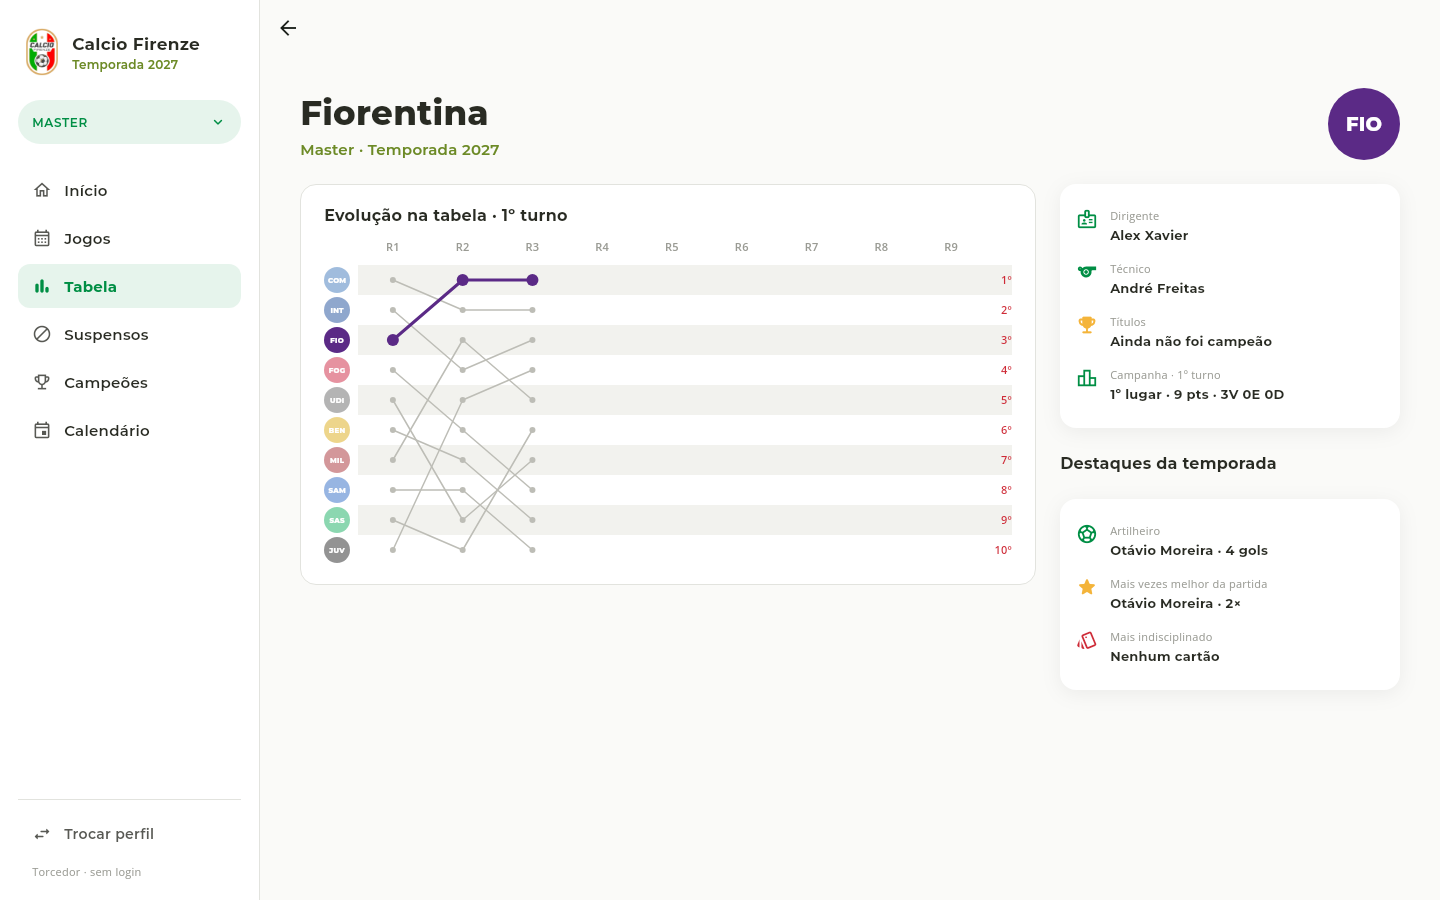 CALCIO
Calcio Firenze
Temporada 2027
MASTER
Início
Jogos
Tabela
Suspensos
Campeões
Calendário
Trocar perfil
Torcedor · sem login
Fiorentina
Master · Temporada 2027
FIO
Evolução na tabela · 1º turno
R1 R2 R3 R4 R5 R6 R7 R8 R9
COM 1º
INT 2º
FIO 3º
FOG 4º
UDI 5º
BEN 6º
MIL 7º
SAM 8º
SAS 9º
JUV 10º
Dirigente
Alex Xavier
Técnico
André Freitas
Títulos
Ainda não foi campeão
Campanha · 1º turno
1º lugar · 9 pts · 3V 0E 0D
Destaques da temporada
Artilheiro
Otávio Moreira · 4 gols
Mais vezes melhor da partida
Otávio Moreira · 2×
Mais indisciplinado
Nenhum cartão